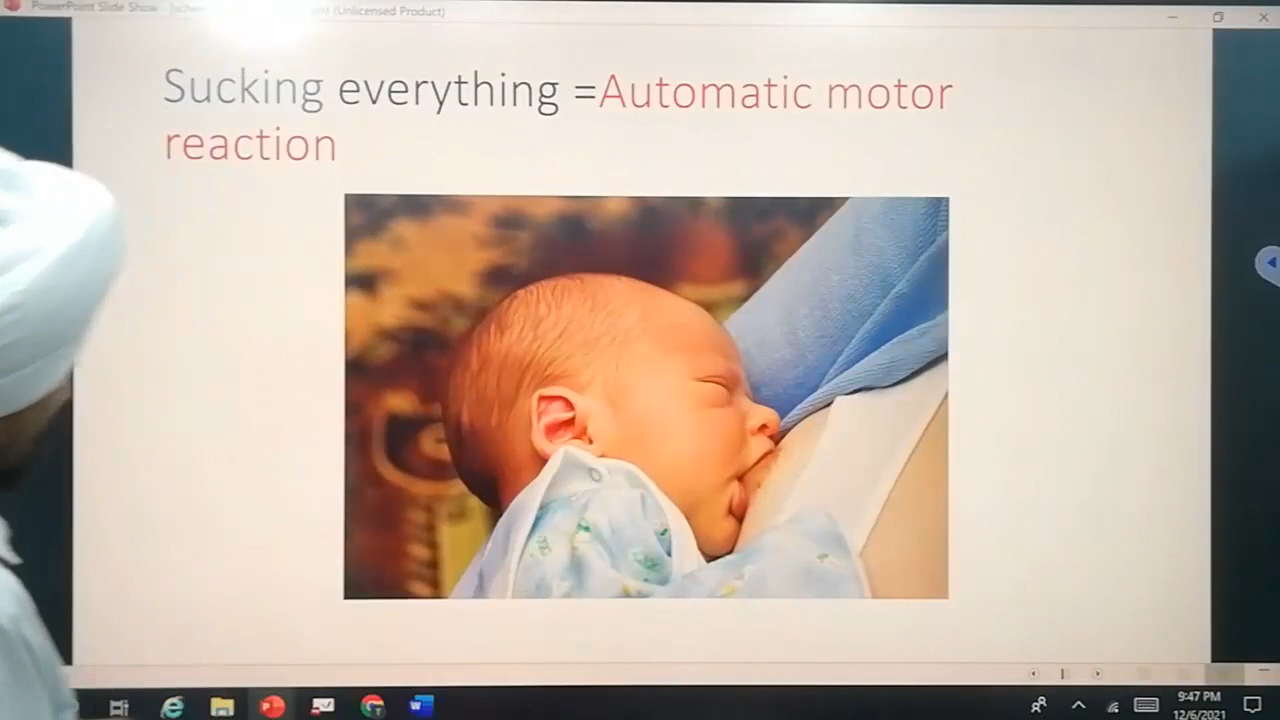 PowerPoint Slide Show
(Unlicensed Product)
Sucking everything =Automatic motor
reaction
9:47 PM
12/6/2021